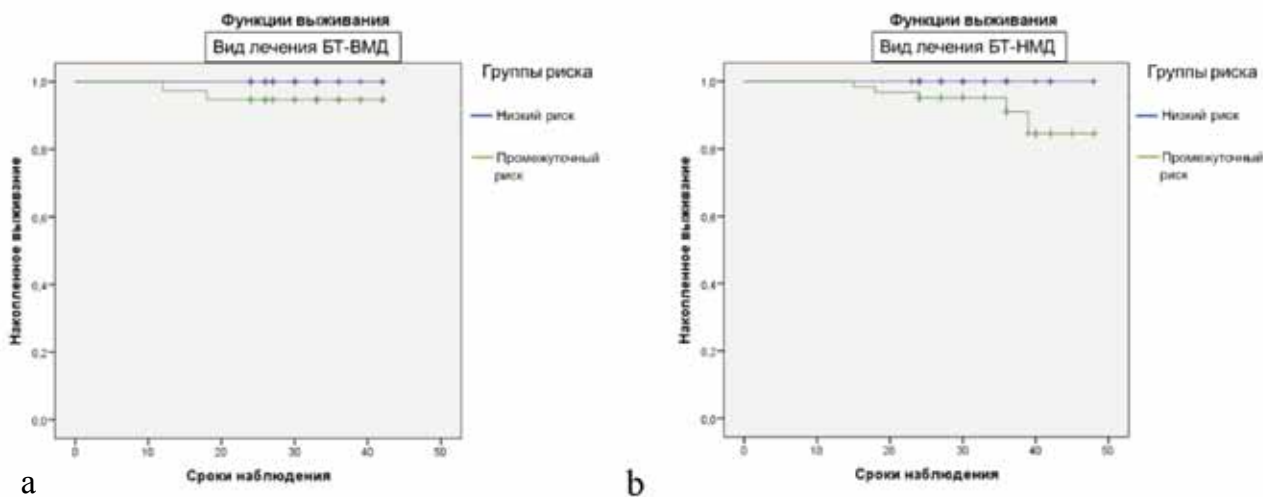 Функции выживания
Вид лечения БТ-ВМД
Группы риска
Низкий риск
Промежуточный
риск
Накопленное выживание
1,0
0,8
0,6
0,4
0,2
0,0
0
10
20
30
40
50
Сроки наблюдения
a
Функции выживания
Вид лечения БТ-НМД
Группы риска
Низкий риск
Промежуточный
риск
Накопленное выживание
1,0
0,8
0,6
0,4
0,2
0,0
0
10
20
30
40
50
Сроки наблюдения
b